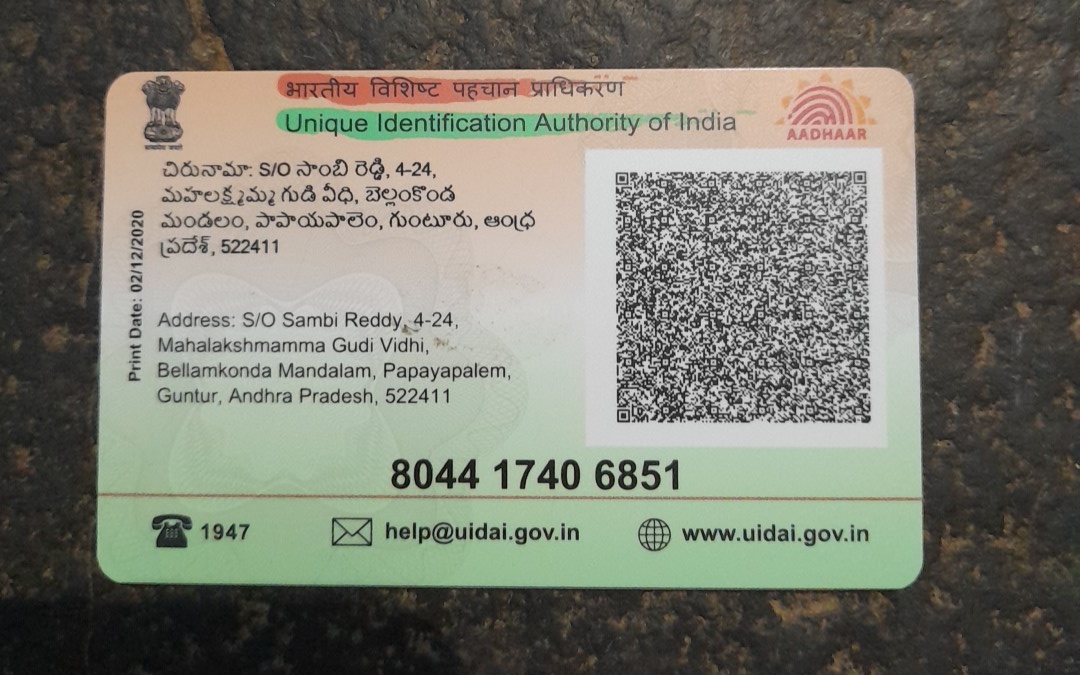 भारतीय विशिष्ट पहचान प्राधिकरण
Unique Identification Authority of India
AADHAAR
చిరునామా: S/O సాంబి రెడ్డి, 4-24,
మహలక్ష్మమ్మ గుడి వీధి, బెల్లంకొండ
మండలం, పాపాయపాలెం, గుంటూరు, ఆంధ్ర
ప్రదేశ్, 522411
Print Date: 02/12/2020
Address: S/O Sambi Reddy, 4-24,
Mahalakshmamma Gudi Vidhi,
Bellamkonda Mandalam, Papayapalem,
Guntur, Andhra Pradesh, 522411
8044 1740 6851
1947 help@uidai.gov.in www.uidai.gov.in